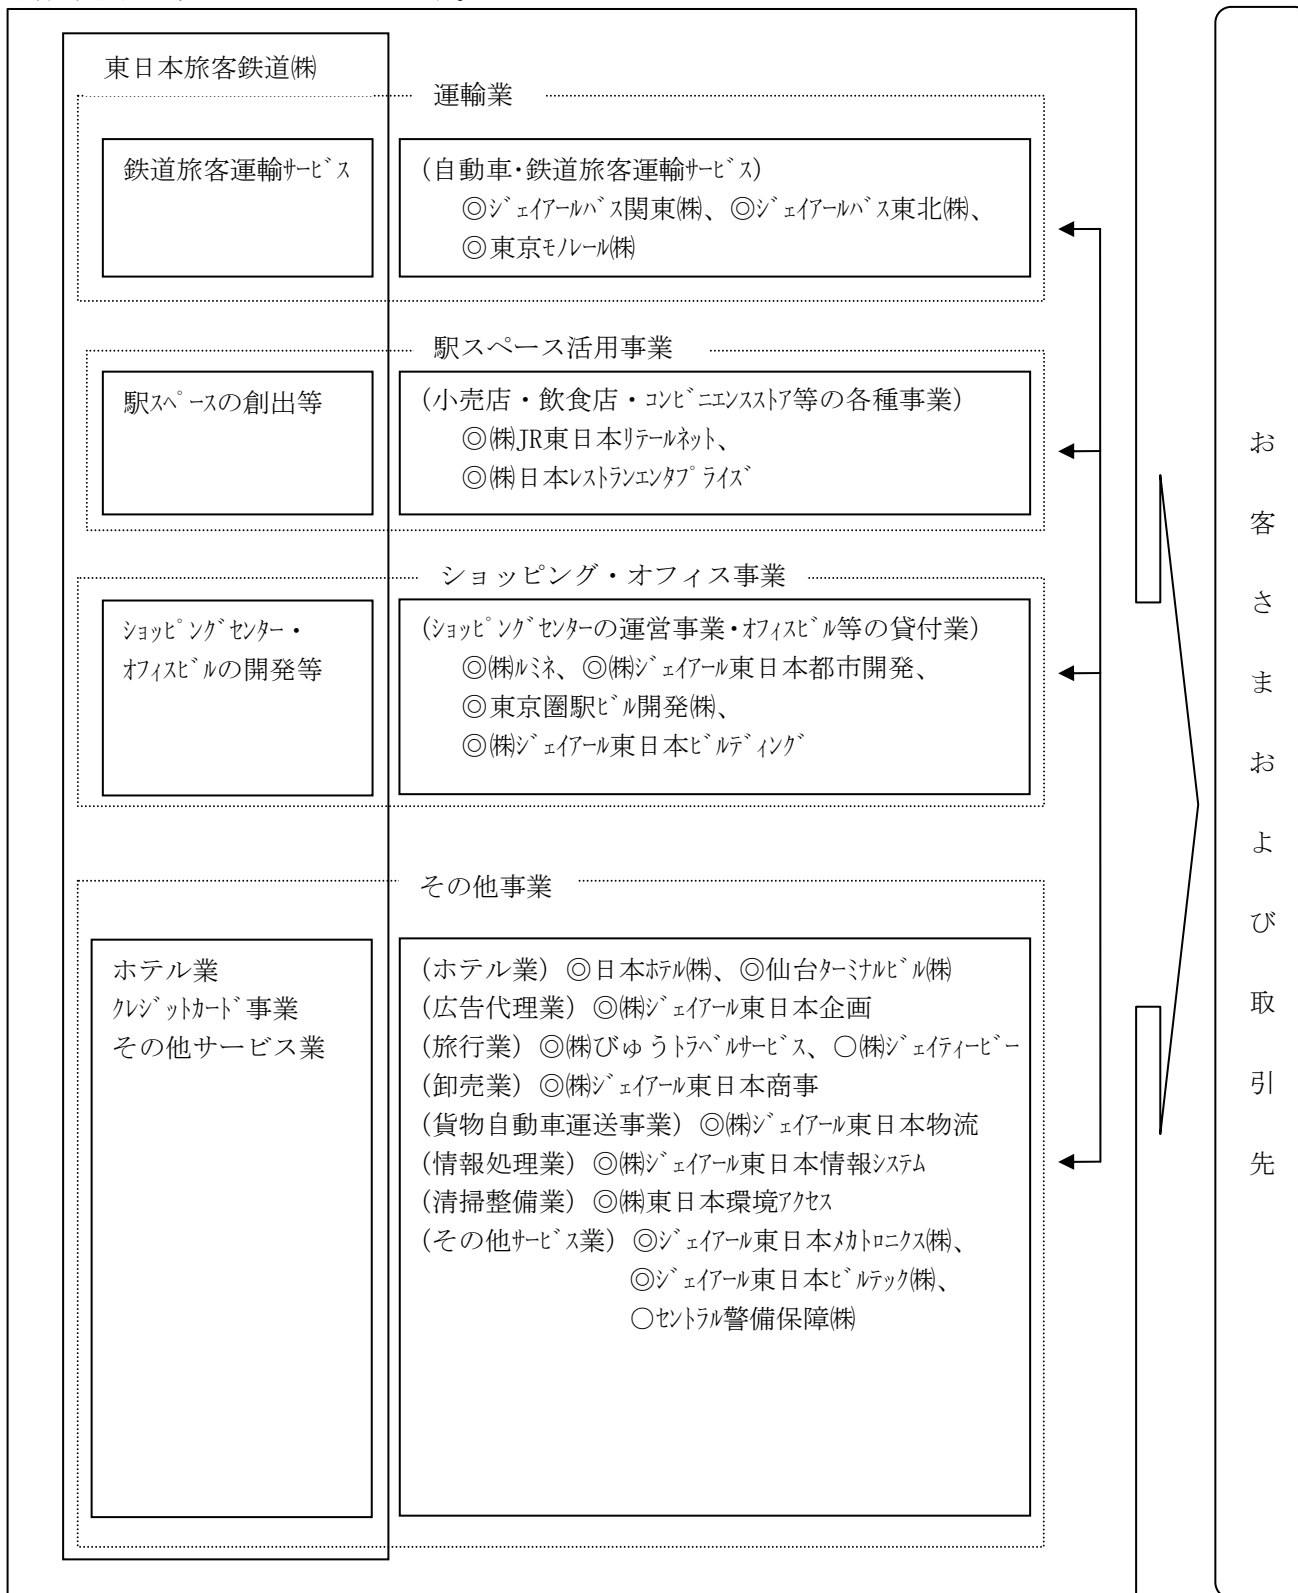 東日本旅客鉄道㈱
運輸業
鉄道旅客運輸ｻｰﾋﾞｽ
(自動車･鉄道旅客運輸ｻｰﾋﾞｽ)
◎ｼﾞｪｲｱｰﾙﾊﾞｽ関東㈱、◎ｼﾞｪｲｱｰﾙﾊﾞｽ東北㈱、
◎東京ﾓﾉﾚｰﾙ㈱
駅スペース活用事業
駅ｽﾍﾟｰｽの創出等
(小売店・飲食店・ｺﾝﾋﾞﾆｴﾝｽｽﾄｱ等の各種事業)
◎㈱JR東日本ﾘﾃｰﾙﾈｯﾄ、
◎㈱日本ﾚｽﾄﾗﾝｴﾝﾀﾌﾟﾗｲｽﾞ
ショッピング・オフィス事業
ｼｮｯﾋﾟﾝｸﾞｾﾝﾀｰ・
ｵﾌｨｽﾋﾞﾙの開発等
(ｼｮｯﾋﾟﾝｸﾞｾﾝﾀｰの運営事業･ｵﾌｨｽﾋﾞﾙ等の貸付業)
◎㈱ﾙﾐﾈ、◎㈱ｼﾞｪｲｱｰﾙ東日本都市開発、
◎東京圏駅ﾋﾞﾙ開発㈱、
◎㈱ｼﾞｪｲｱｰﾙ東日本ﾋﾞﾙﾃﾞｨﾝｸﾞ
その他事業
ホテル業
ｸﾚｼﾞｯﾄｶｰﾄﾞ事業
その他サービス業
(ホテル業) ◎日本ﾎﾃﾙ㈱、◎仙台ﾀｰﾐﾅﾙﾋﾞﾙ㈱
(広告代理業) ◎㈱ｼﾞｪｲｱｰﾙ東日本企画
(旅行業) ◎㈱びゅうﾄﾗﾍﾞﾙｻｰﾋﾞｽ、○㈱ｼﾞｪｲﾃｨｰﾋﾞｰ
(卸売業) ◎㈱ｼﾞｪｲｱｰﾙ東日本商事
(貨物自動車運送事業) ◎㈱ｼﾞｪｲｱｰﾙ東日本物流
(情報処理業) ◎㈱ｼﾞｪｲｱｰﾙ東日本情報ｼｽﾃﾑ
(清掃整備業) ◎㈱東日本環境ｱｸｾｽ
(その他ｻｰﾋﾞｽ業) ◎ｼﾞｪｲｱｰﾙ東日本ﾒｶﾄﾛﾆｸｽ㈱、
◎ｼﾞｪｲｱｰﾙ東日本ﾋﾞﾙﾃｯｸ㈱、
○ｾﾝﾄﾗﾙ警備保障㈱
お客さまおよび取引先